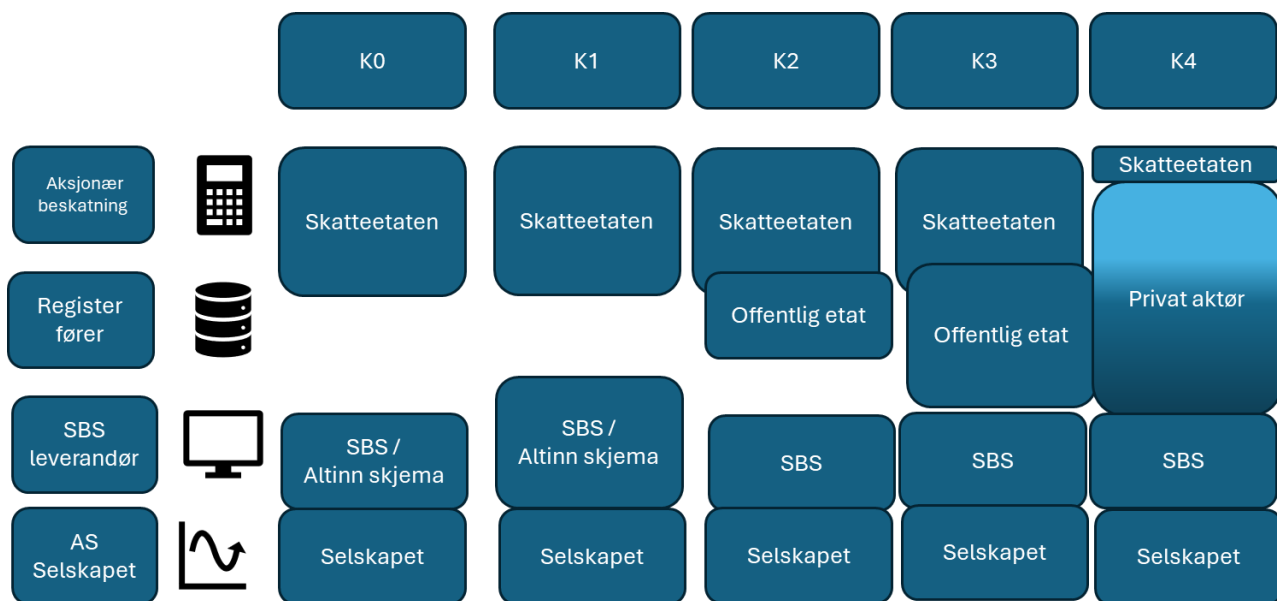 K0
K1
K2
K3
K4
Aksjonær
beskatning
Skatteetaten
Skatteetaten
Skatteetaten
Skatteetaten
Skatteetaten
Register
fører
Offentlig etat
Offentlig etat
Privat aktør
SBS
leverandør
SBS /
Altinn skjema
SBS /
Altinn skjema
SBS
SBS
SBS
AS
Selskapet
Selskapet
Selskapet
Selskapet
Selskapet
Selskapet